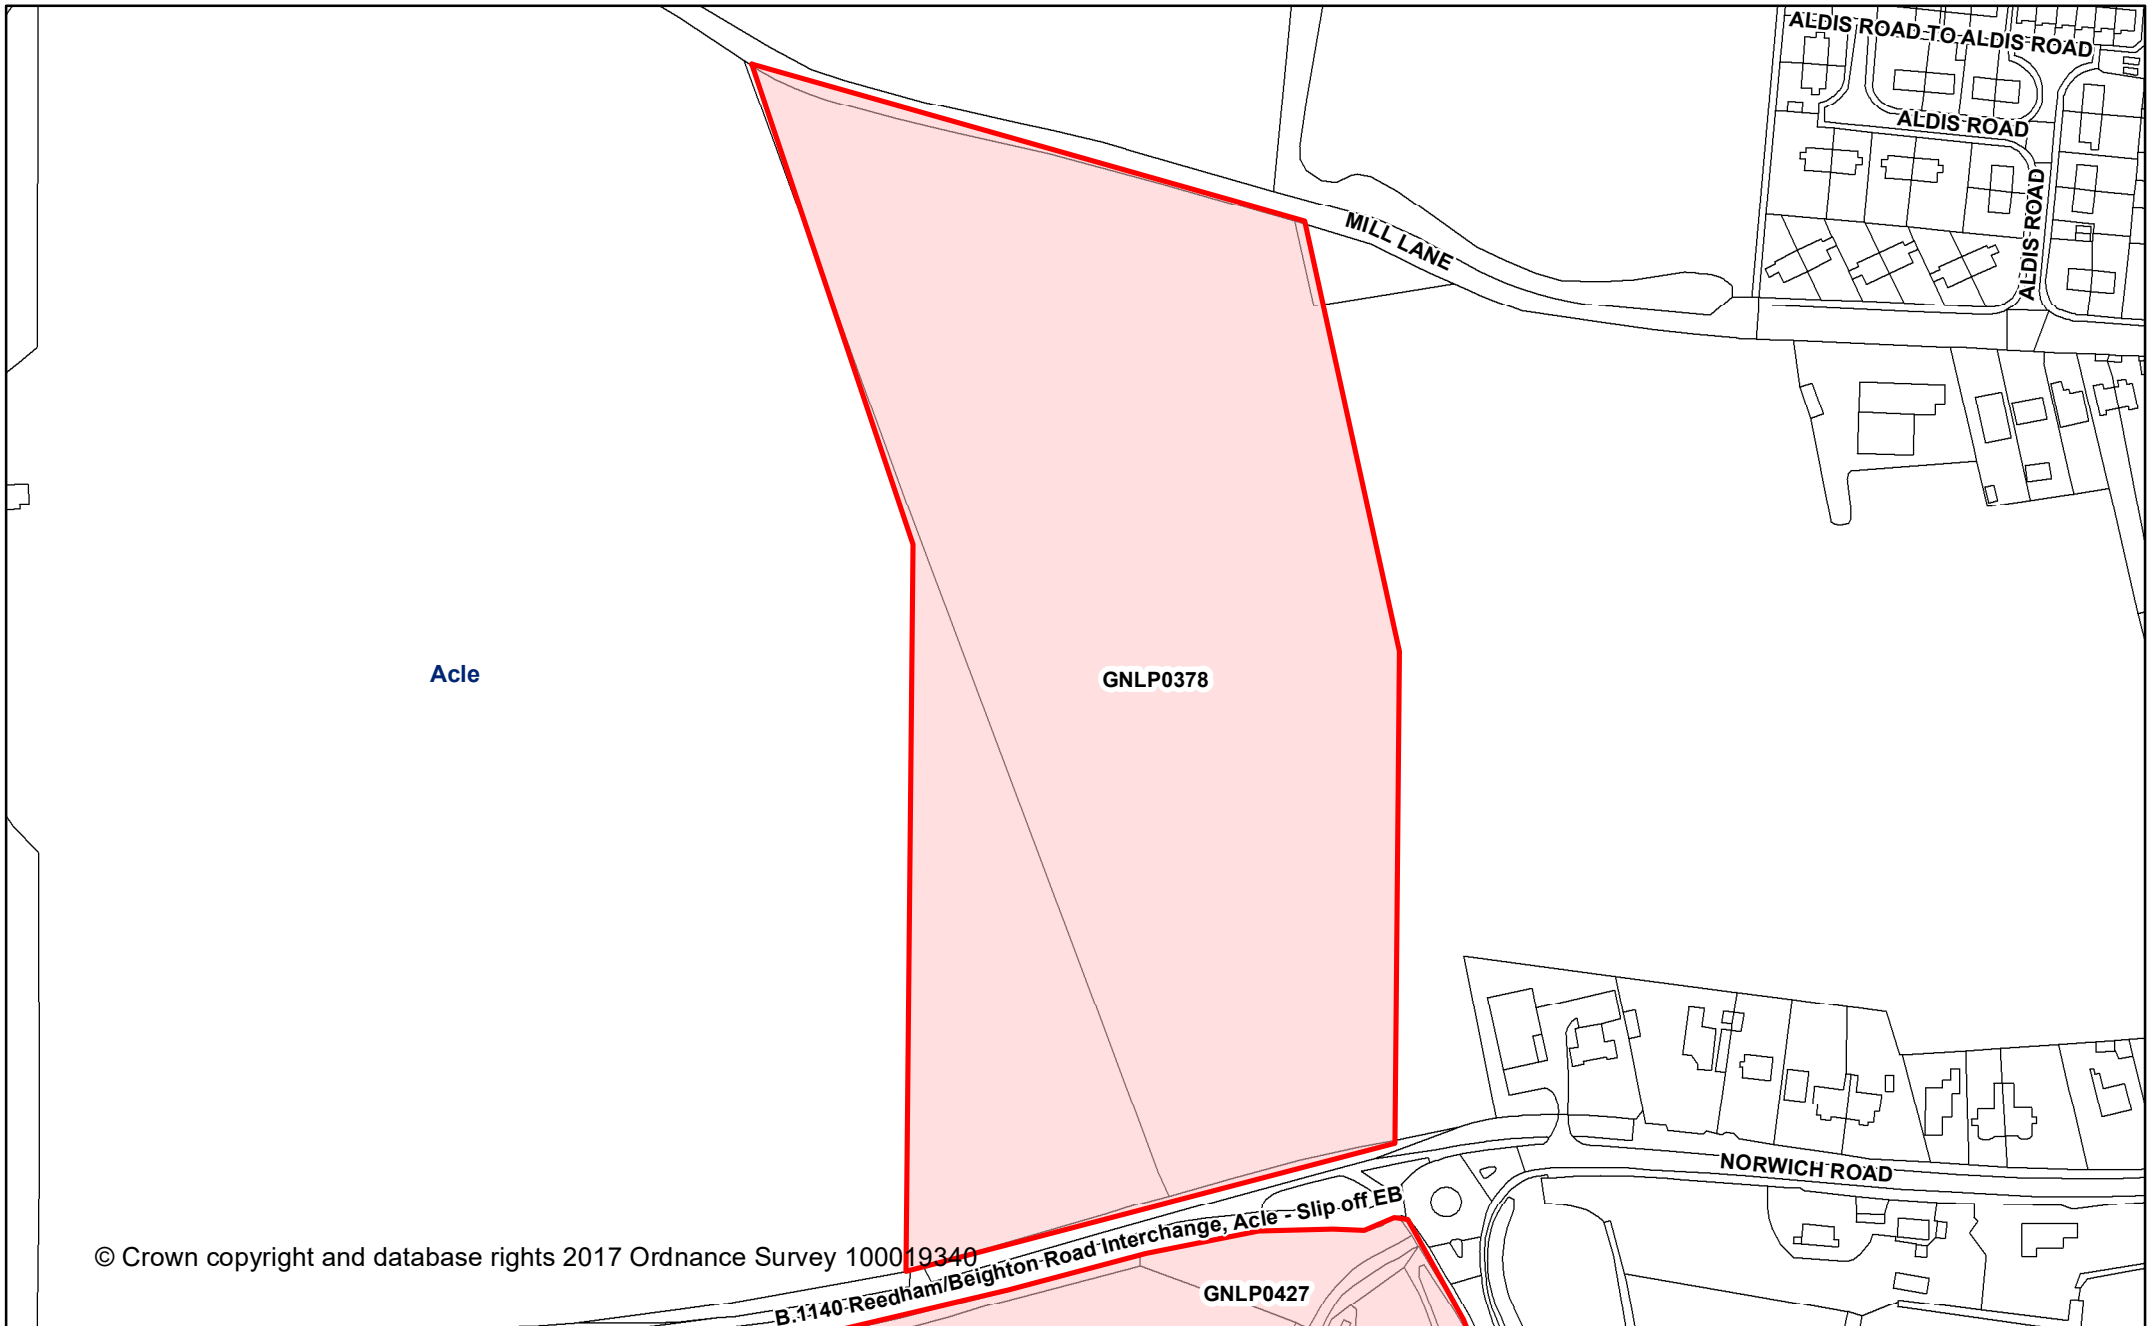 ALDIS ROAD TO ALDIS ROAD
ALDIS ROAD
ALDIS ROAD
MILL LANE
Acle
GNLP0378
NORWICH ROAD
B.1140 Reedham/Beighton Road Interchange, Acle - Slip off EB
© Crown copyright and database rights 2017 Ordnance Survey 100019340
GNLP0427